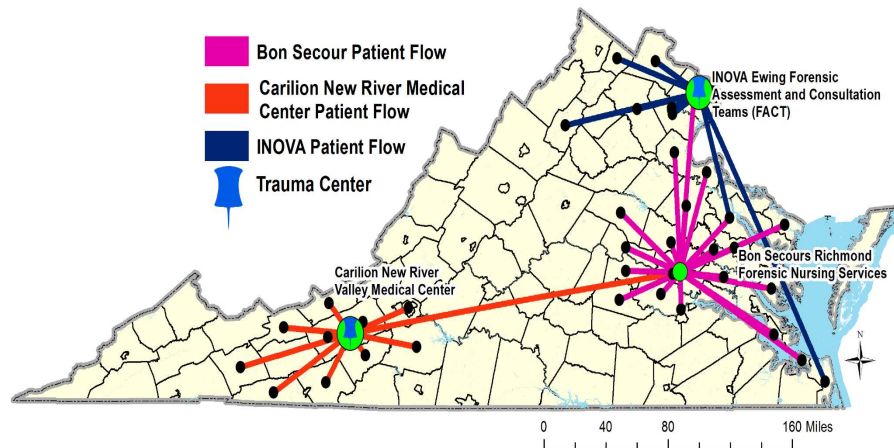 Bon Secour Patient Flow
Carilion New River Medical
Center Patient Flow
INOVA Patient Flow
Trauma Center
INOVA Ewing Forensic
Assessment and Consultation
Teams (FACT)
Bon Secours Richmond
Forensic Nursing Services
Carilion New River
Valley Medical Center
N
0 40 80 160 Miles